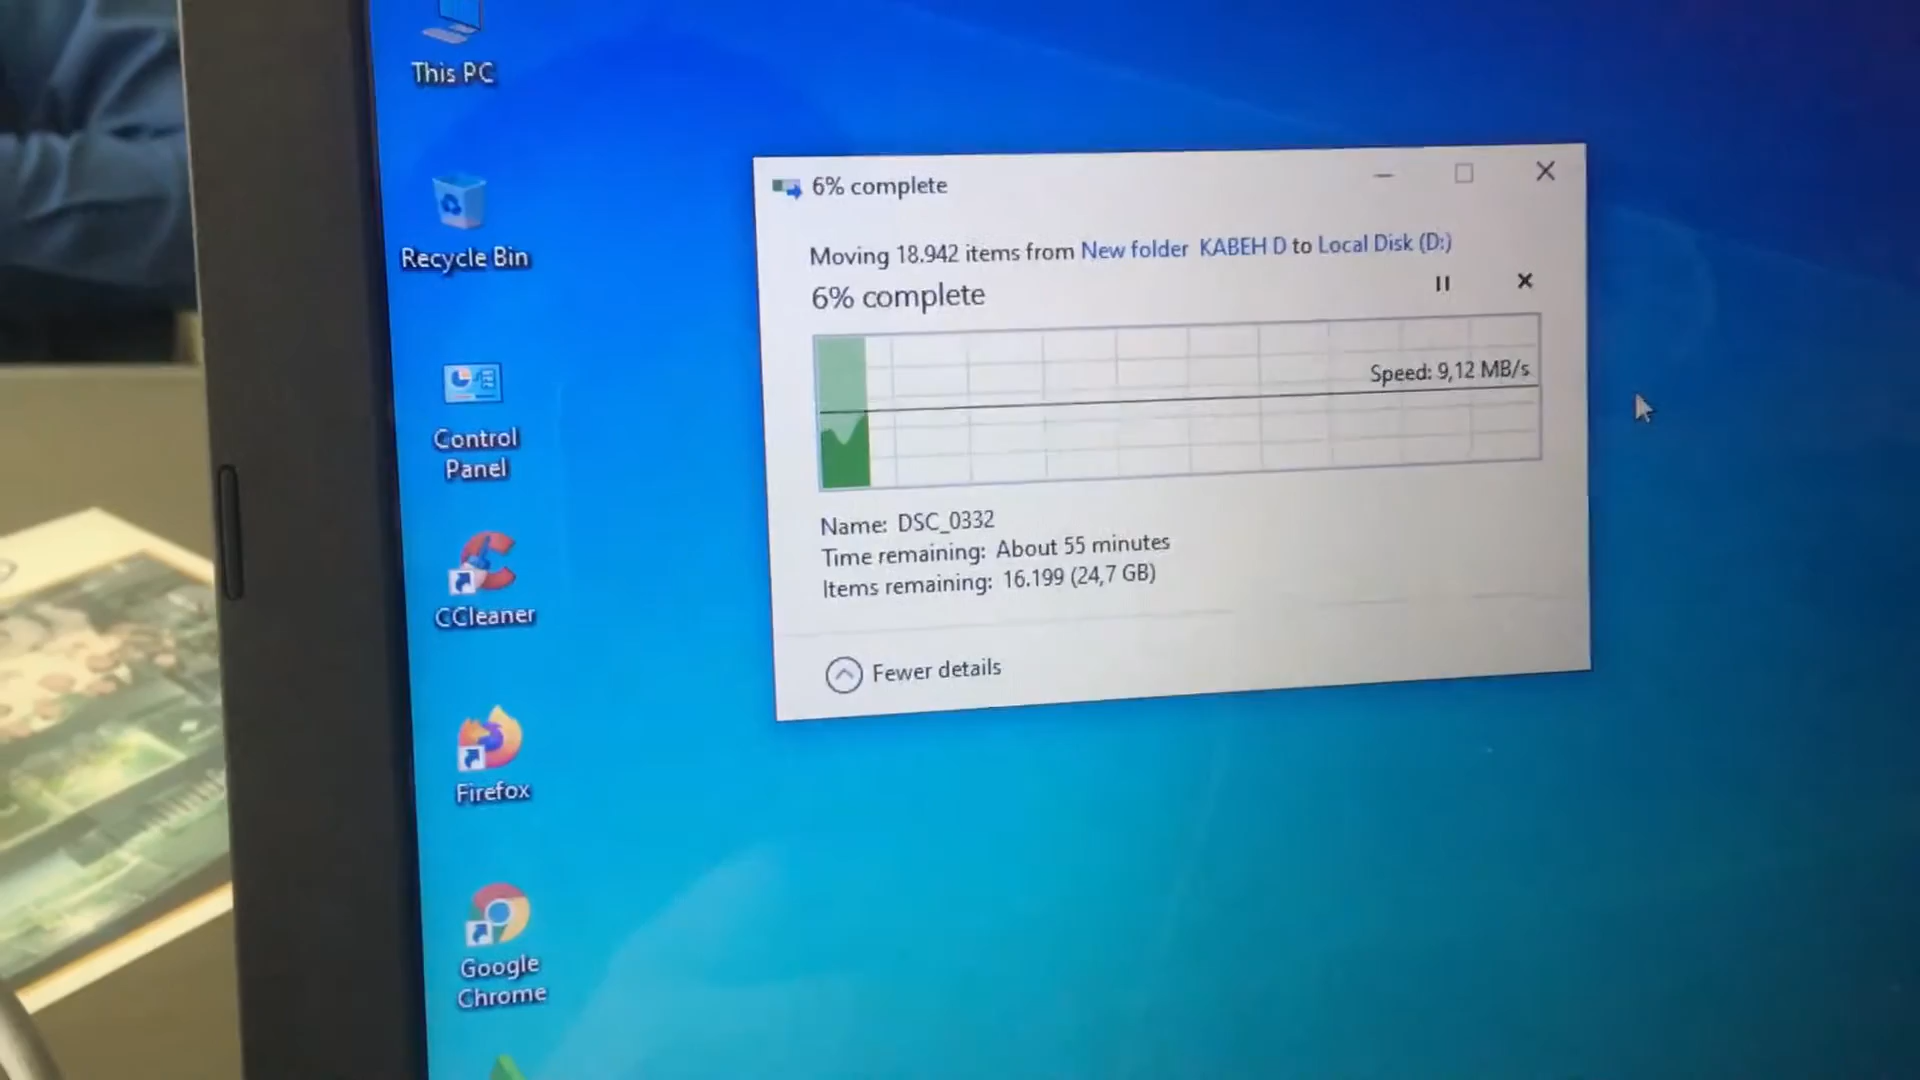 This PC
Recycle Bin
Control
Panel
CCleaner
Firefox
Google
Chrome
6% complete
Moving 18.942 items from New folder KABEH D to Local Disk (D:)
6% complete
Speed: 9,12 MB/s
Name: DSC_0332
Time remaining: About 55 minutes
Items remaining: 16.199 (24,7 GB)
Fewer details